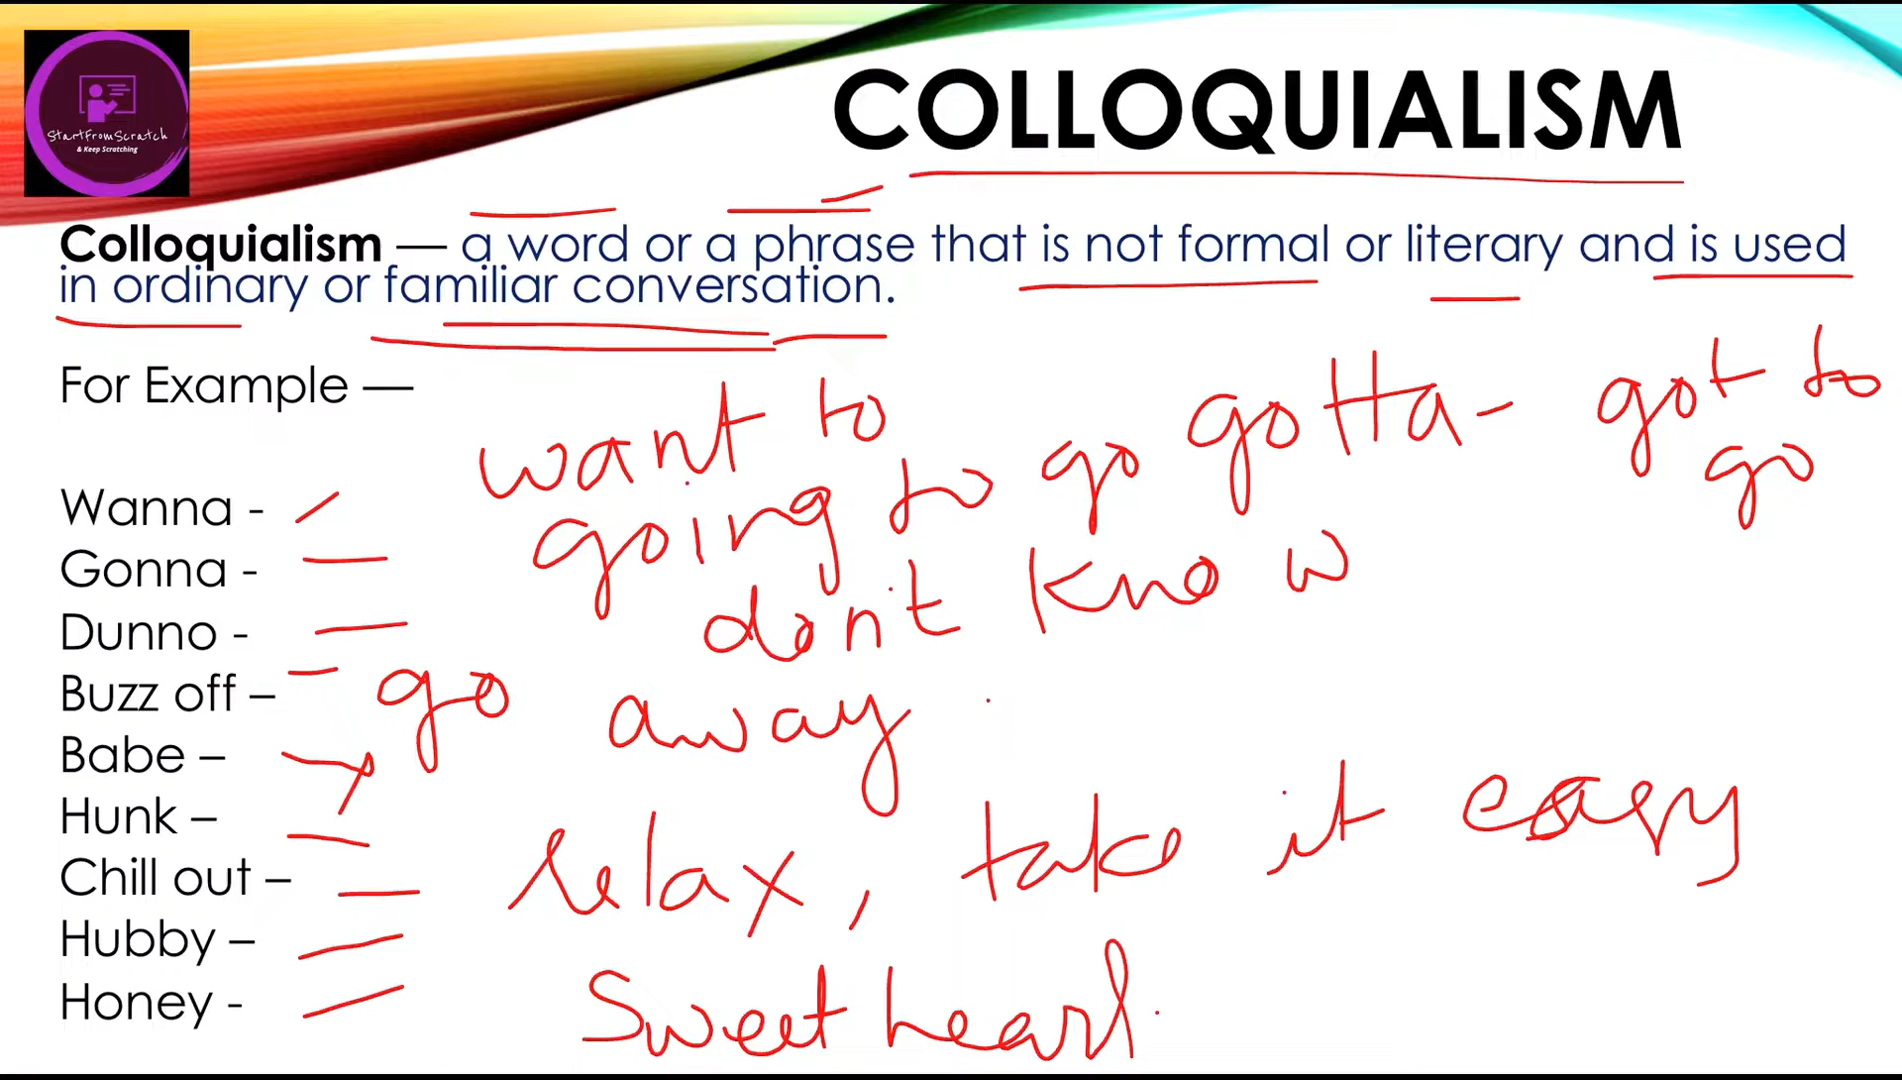 StartFromScratch
& Keep Scratching
COLLOQUIALISM
Colloquialism — a word or a phrase that is not formal or literary and is used
in ordinary or familiar conversation.
For Example —
want to
gotta - got to
go
Wanna -
going to go
Gonna -
don't know
Dunno -
Buzz off – go away
Babe –
Hunk –
Chill out – relax, take it easy
Hubby –
Honey - Sweet heart.